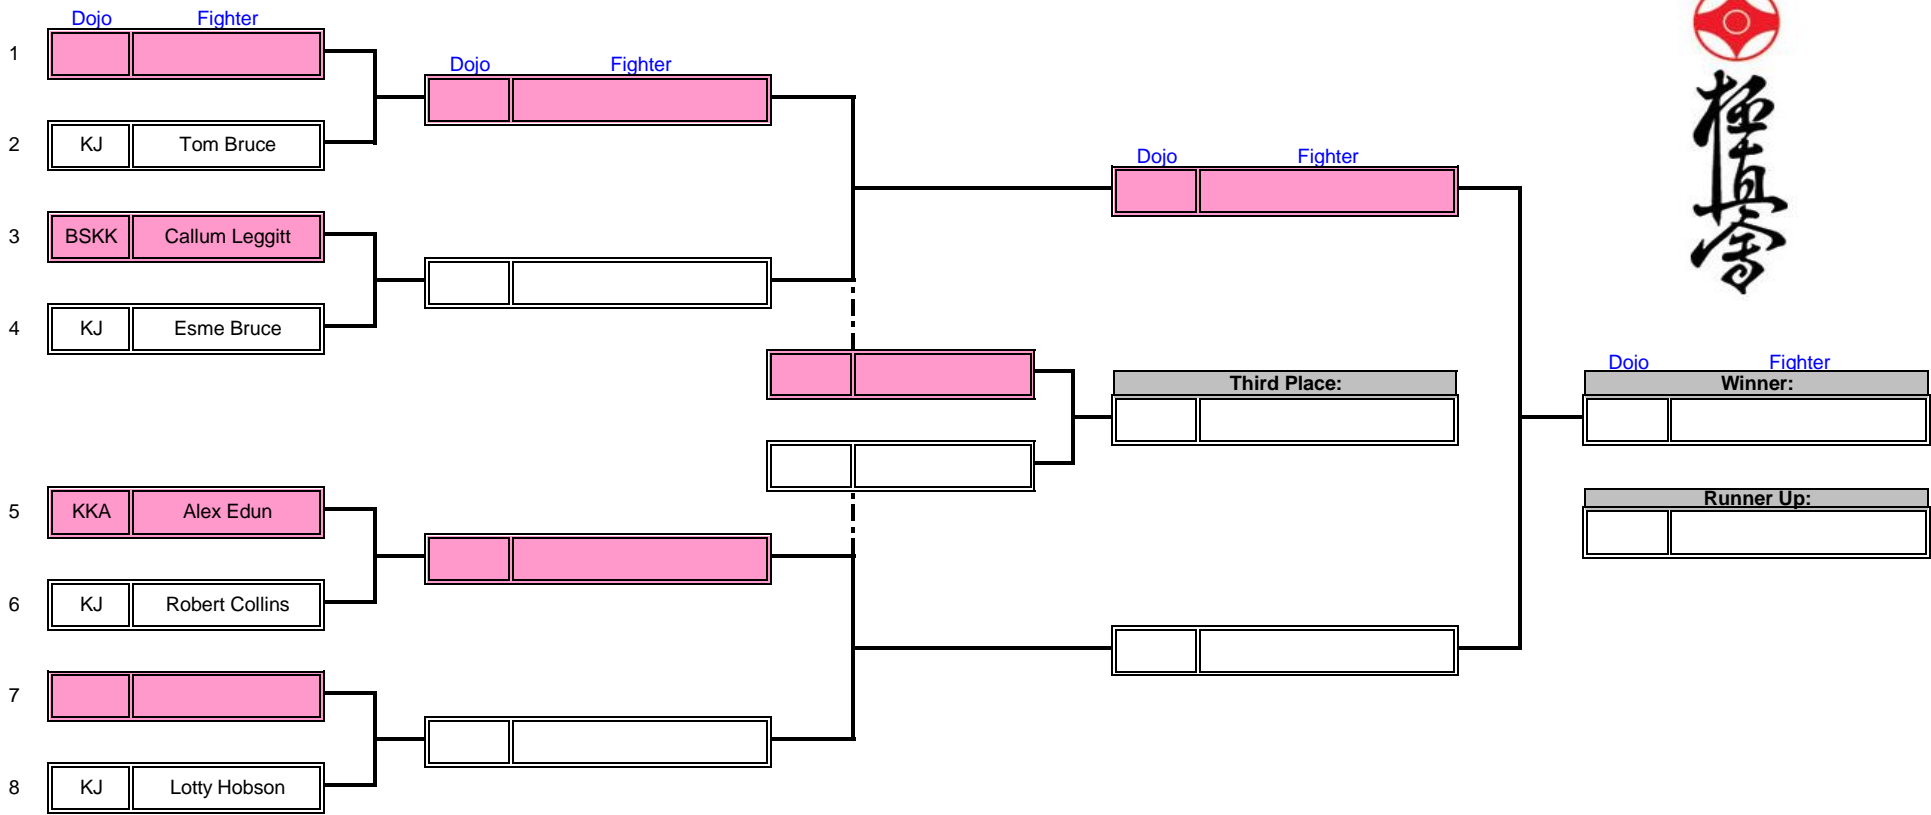 Dojo Fighter
1
Dojo Fighter
2 KJ Tom Bruce
Dojo Fighter
3 BSKK Callum Leggitt
4 KJ Esme Bruce
Dojo Fighter
Third Place:
Winner:
5 KKA Alex Edun
Runner Up:
6 KJ Robert Collins
7
8 KJ Lotty Hobson
極
真
會